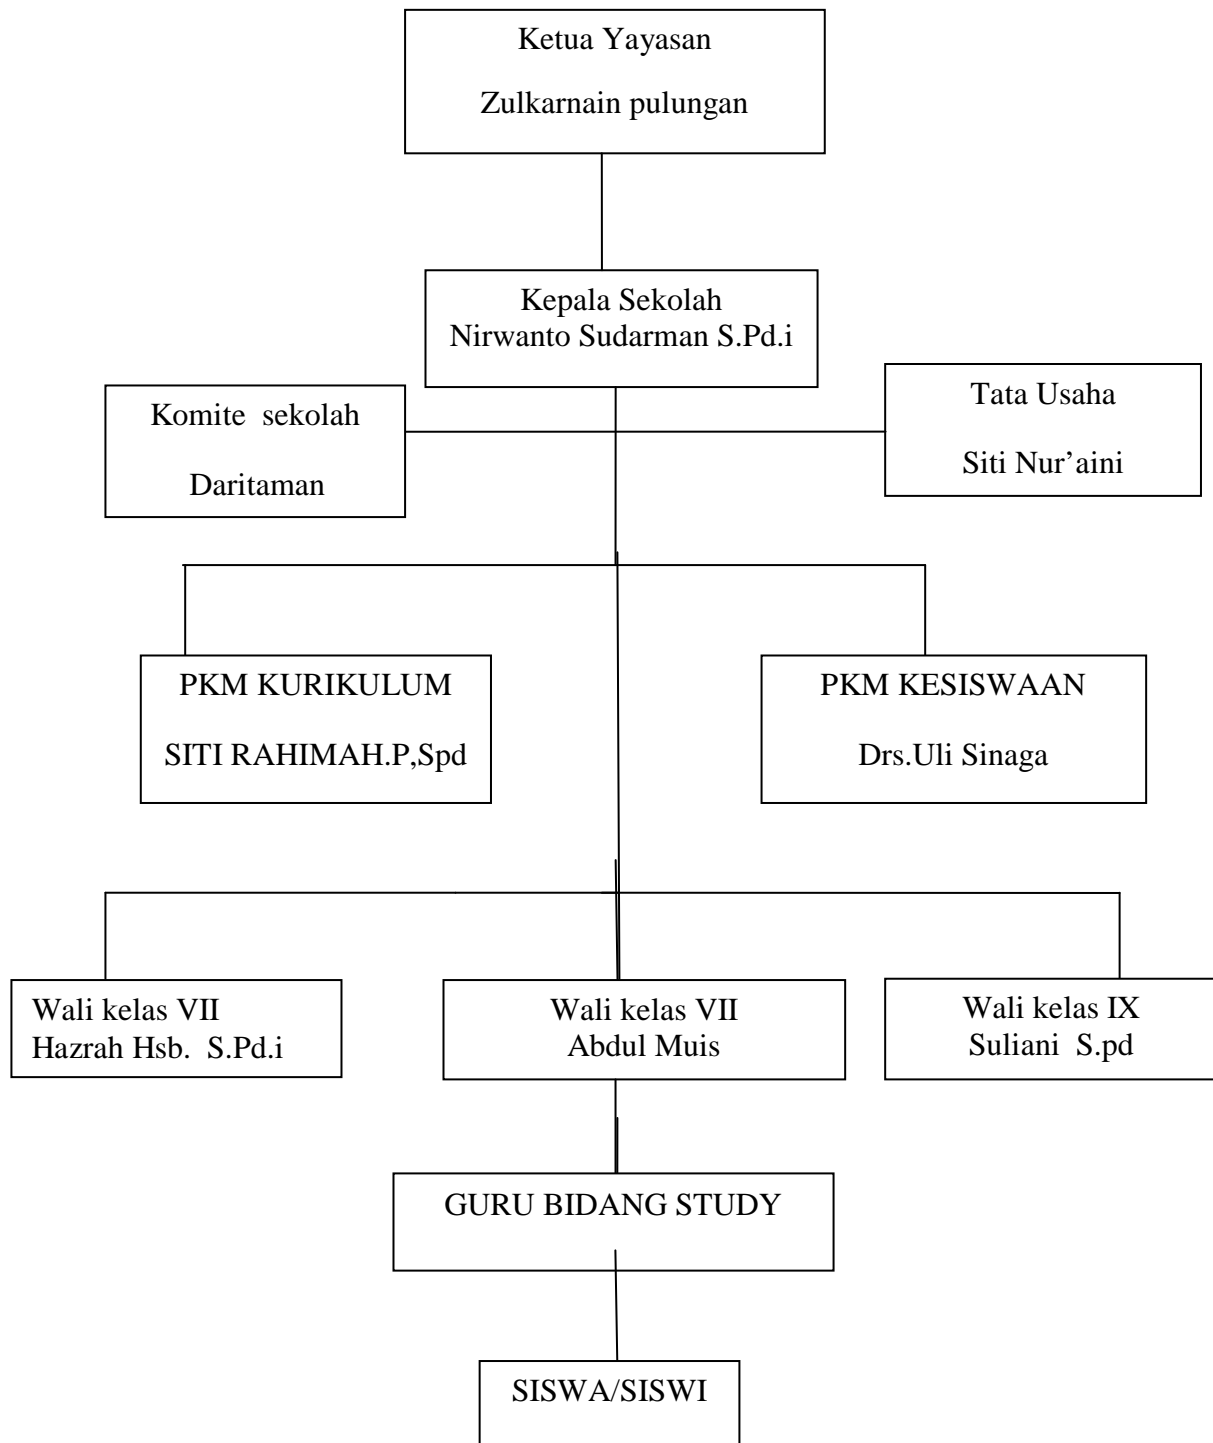 Ketua Yayasan
Zulkarnain pulungan
Kepala Sekolah
Nirwanto Sudarman S.Pd.i
Komite  sekolah
Daritaman
Tata Usaha
Siti Nur’aini
PKM KURIKULUM
SITI RAHIMAH.P,Spd
PKM KESISWAAN
Drs.Uli Sinaga
Wali kelas VII
Hazrah Hsb.  S.Pd.i
Wali kelas VII
Abdul Muis
Wali kelas IX
Suliani  S.pd
GURU BIDANG STUDY
SISWA/SISWI